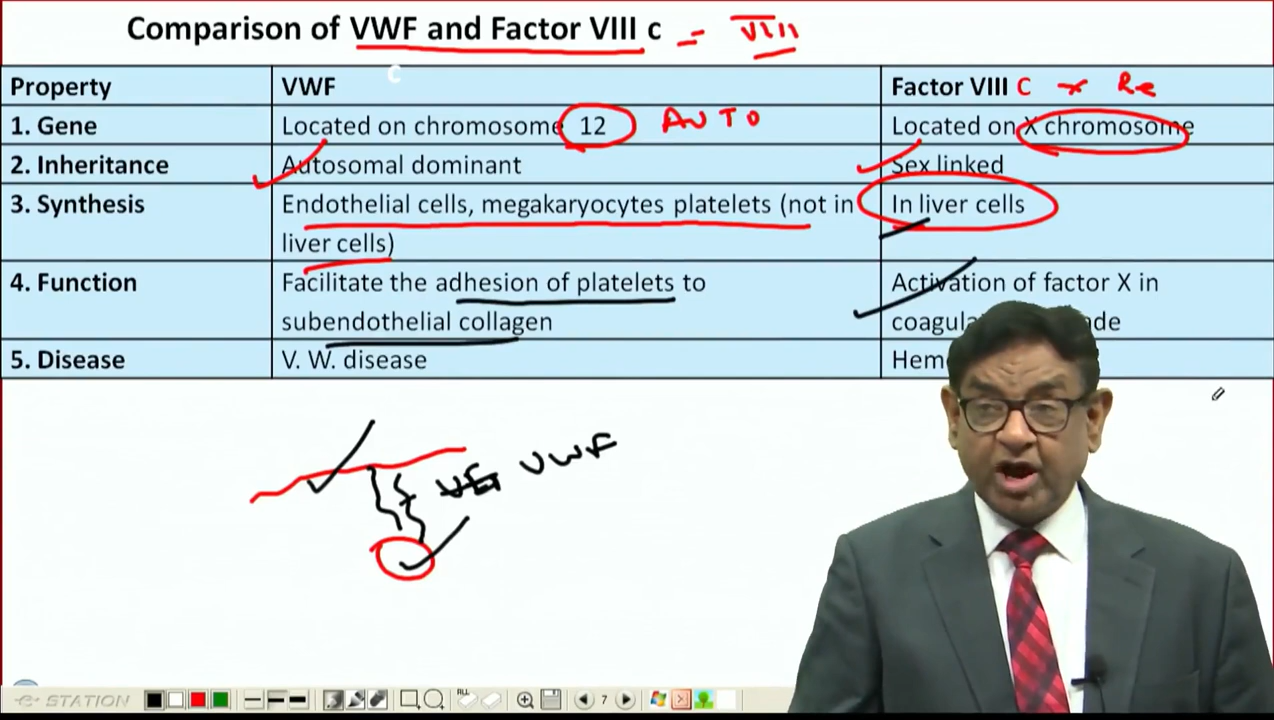 Comparison of VWF and Factor VIII c = VIII
Property VWF Factor VIII C x Re
C
1. Gene Located on chromosome 12 AUTO Located on X chromosome
2. Inheritance Autosomal dominant Sex linked
3. Synthesis Endothelial cells, megakaryocytes platelets (not in In liver cells
liver cells)
4. Function Facilitate the adhesion of platelets to Activation of factor X in
subendothelial collagen
5. Disease V. W. disease
VWF
e-STATION
ALL
7